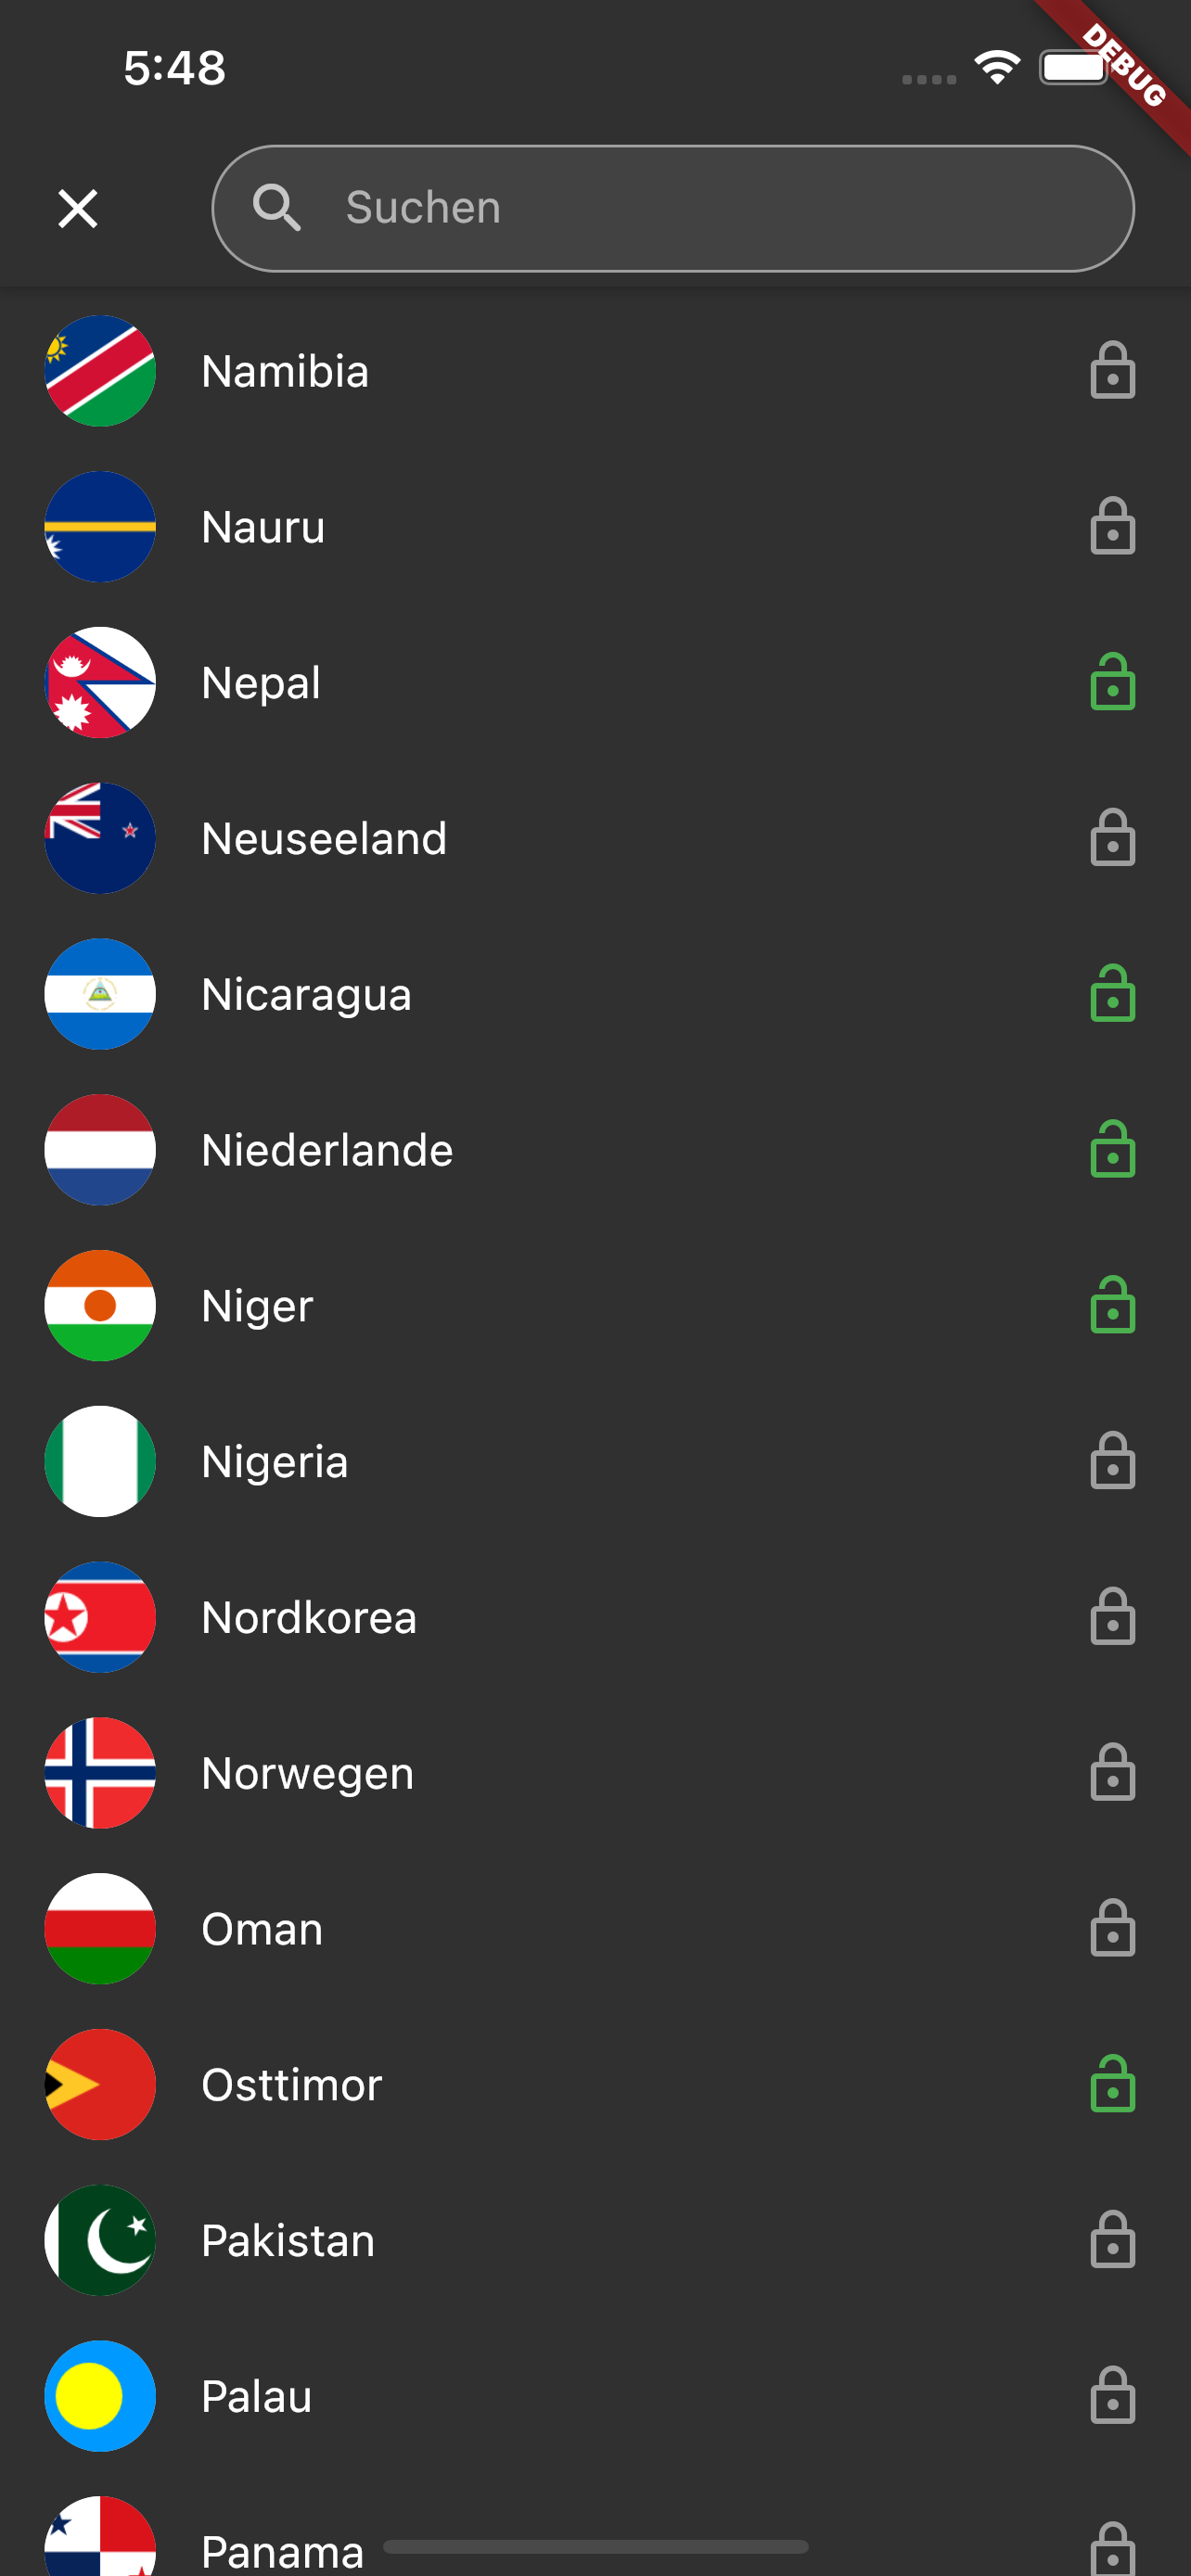 5:48
DEBUG
Suchen
Namibia
Nauru
Nepal
Neuseeland
Nicaragua
Niederlande
Niger
Nigeria
Nordkorea
Norwegen
Oman
Osttimor
Pakistan
Palau
Panama